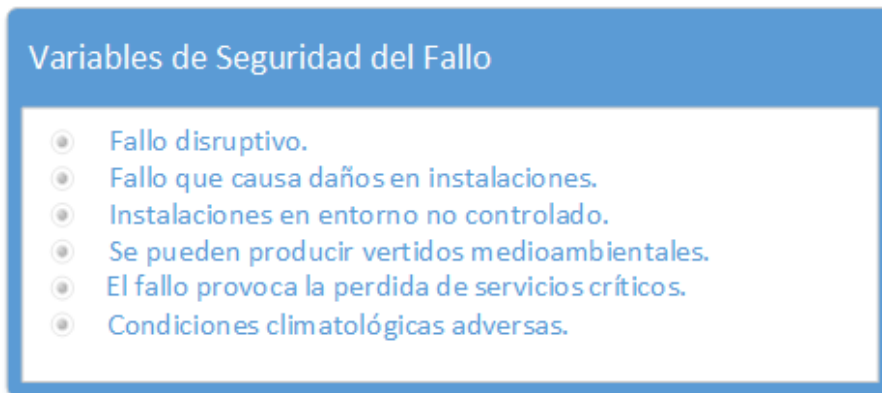 Variables de Seguridad del Fallo
Fallo disruptivo.
Fallo que causa daños en instalaciones.
Instalaciones en entorno no controlado.
Se pueden producir vertidos medioambientales.
El fallo provoca la perdida de servicios críticos.
Condiciones climatológicas adversas.